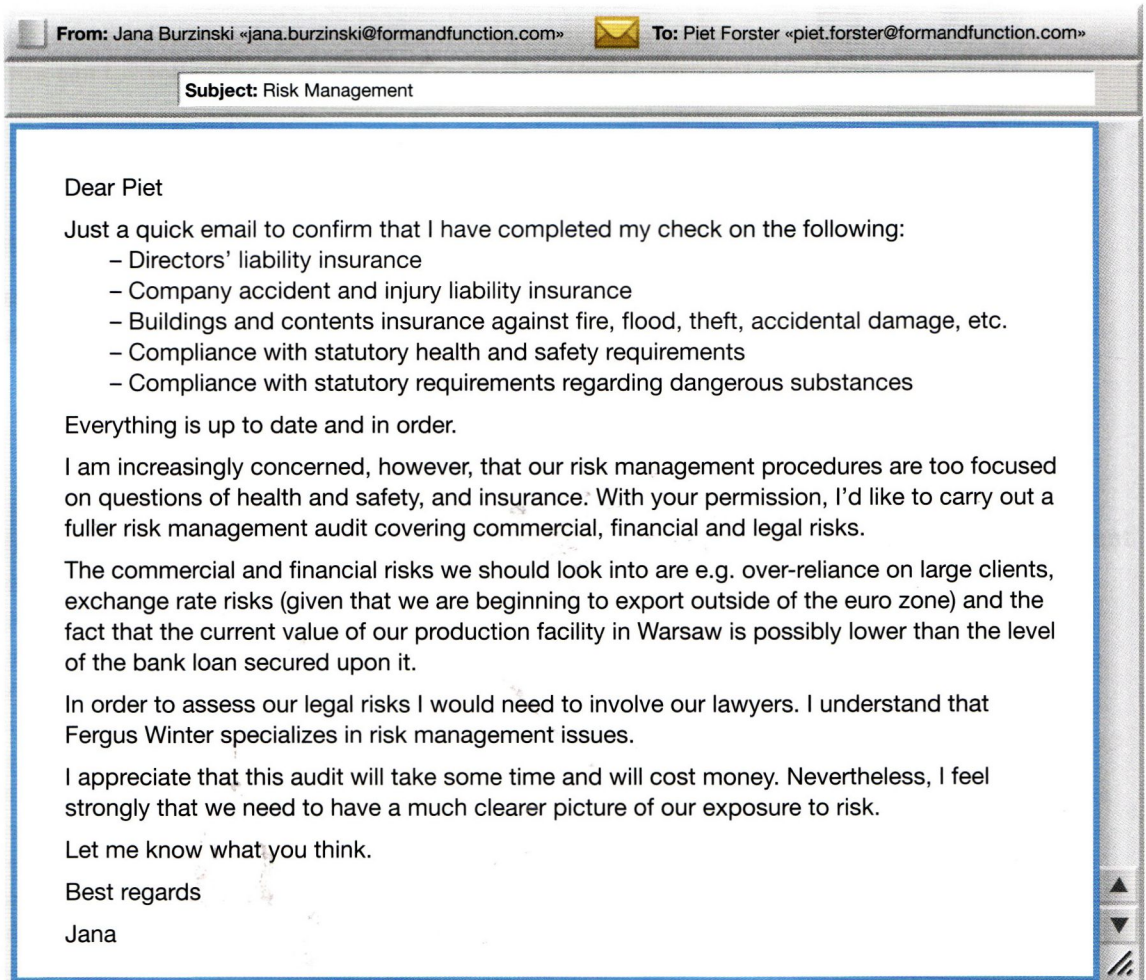 From: Jana Burzinski «jana.burzinski@formandfunction.com» To: Piet Forster «piet.forster@formandfunction.com»
Subject: Risk Management
Dear Piet
Just a quick email to confirm that I have completed my check on the following:
– Directors' liability insurance
– Company accident and injury liability insurance
– Buildings and contents insurance against fire, flood, theft, accidental damage, etc.
– Compliance with statutory health and safety requirements
– Compliance with statutory requirements regarding dangerous substances
Everything is up to date and in order.
I am increasingly concerned, however, that our risk management procedures are too focused
on questions of health and safety, and insurance. With your permission, I'd like to carry out a
fuller risk management audit covering commercial, financial and legal risks.
The commercial and financial risks we should look into are e.g. over-reliance on large clients,
exchange rate risks (given that we are beginning to export outside of the euro zone) and the
fact that the current value of our production facility in Warsaw is possibly lower than the level
of the bank loan secured upon it.
In order to assess our legal risks I would need to involve our lawyers. I understand that
Fergus Winter specializes in risk management issues.
I appreciate that this audit will take some time and will cost money. Nevertheless, I feel
strongly that we need to have a much clearer picture of our exposure to risk.
Let me know what you think.
Best regards
Jana